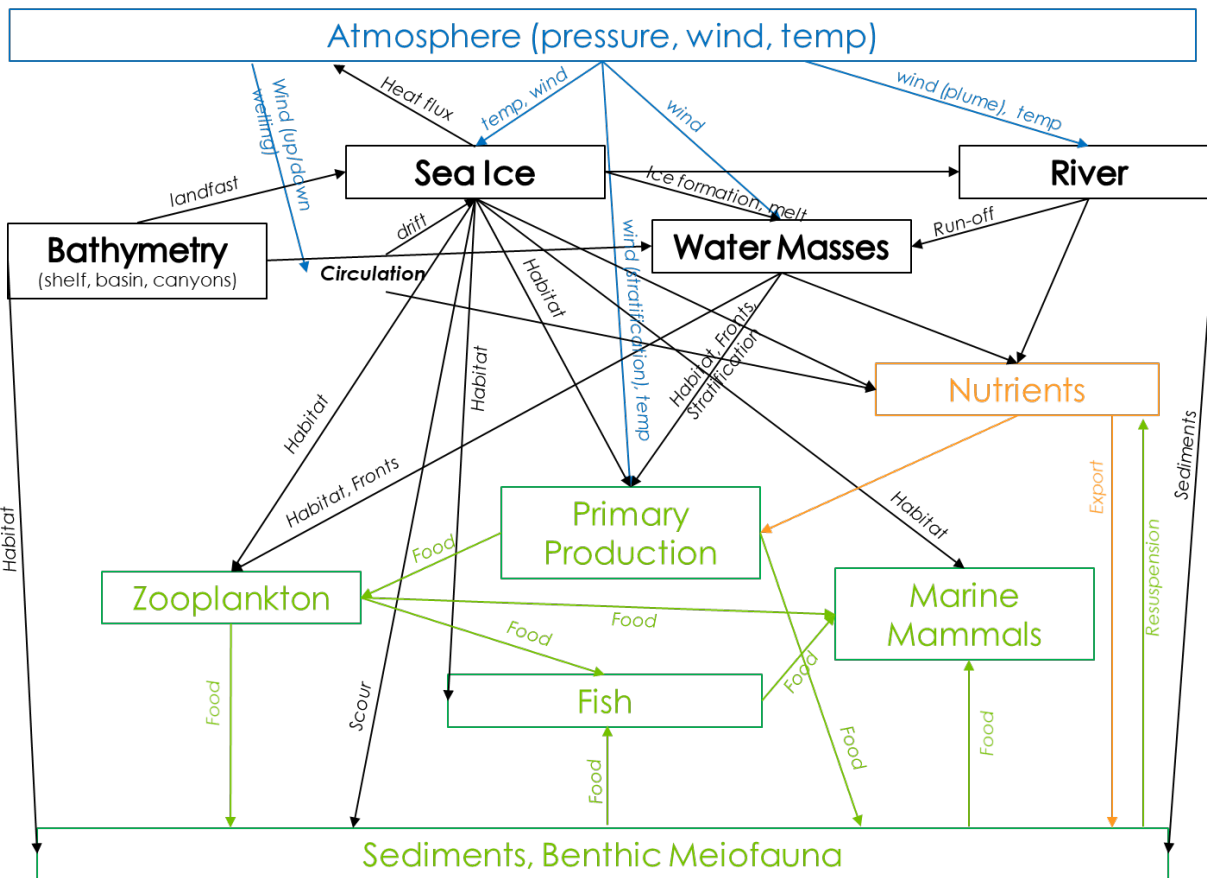 Atmosphere (pressure, wind, temp)
Heat flux
Wind (up/down
welling)
temp, wind
wind
wind (plume), temp
Sea Ice
River
landfast
Ice formation, melt
Bathymetry
(shelf, basin, canyons)
drift
Circulation
Water Masses
Run-off
Habitat
wind (stratification), temp
Habitat, Fronts,
Stratification
Nutrients
Habitat
Habitat
Habitat, Fronts
Habitat
Habitat
Sediments
Export
Resuspension
Primary
Production
Food
Zooplankton
Food
Food
Marine
Mammals
Food
Fish
Food
Scour
Food
Food
Food
Food
Sediments, Benthic Meiofauna